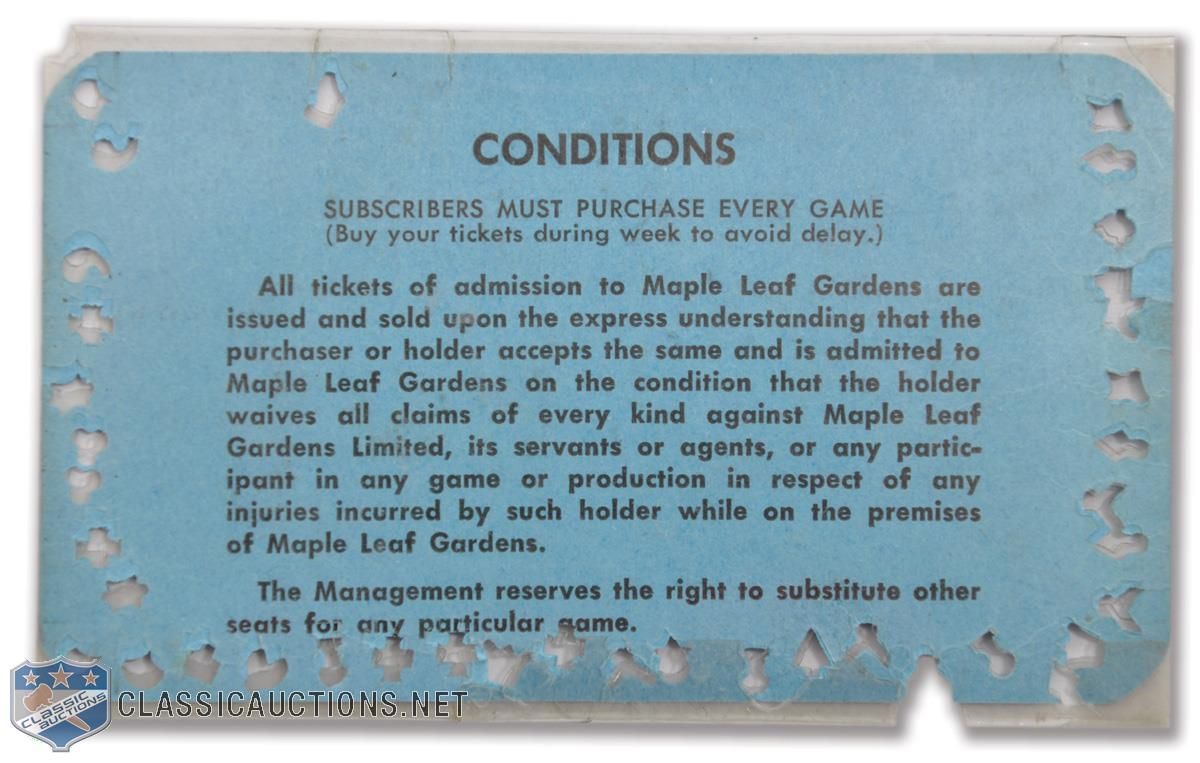 CONDITIONS
SUBSCRIBERS MUST PURCHASE EVERY GAME
(Buy your tickets during week to avoid delay.)
All tickets of admission to Maple Leaf Gardens are
issued and sold upon the express understanding that the
purchaser or holder accepts the same and is admitted to
Maple Leaf Gardens on the condition that the holder
waives all claims of every kind against Maple Leaf
Gardens Limited, its servants or agents, or any partic-
ipant in any game or production in respect of any
injuries incurred by such holder while on the premises
of Maple Leaf Gardens.
The Management reserves the right to substitute other
seats for any particular game.
CLASSIC
AUCTIONS
CLASSICAUCTIONS.NET